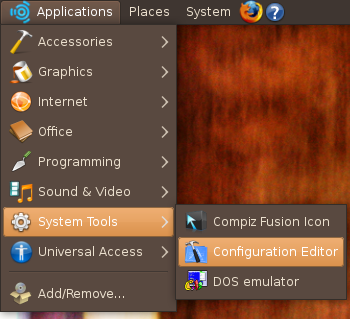 Applications Places System
Accessories
Graphics
Internet
Office
Programming
Sound & Video
System Tools
Universal Access
Add/Remove...
Compiz Fusion Icon
Configuration Editor
DOS emulator